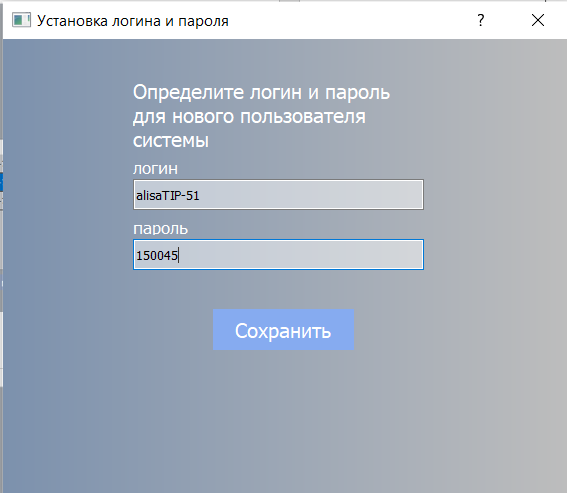 Установка логина и пароля
?
Определите логин и пароль
для нового пользователя
системы
логин
alisaTIP-51
пароль
150045
Сохранить